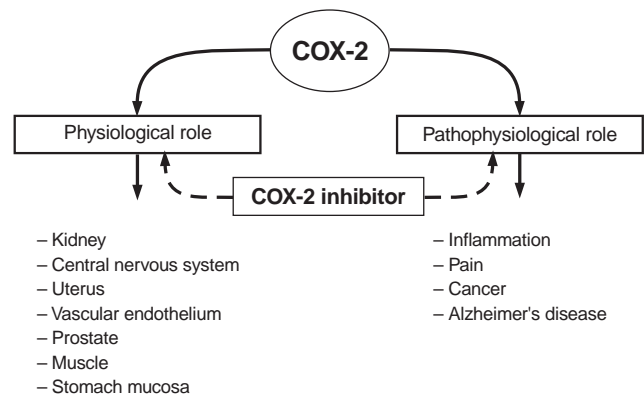 COX-2
Physiological role
Pathophysiological role
COX-2 inhibitor
– Kidney
– Central nervous system
– Uterus
– Vascular endothelium
– Prostate
– Muscle
– Stomach mucosa
– Inflammation
– Pain
– Cancer
– Alzheimer's disease